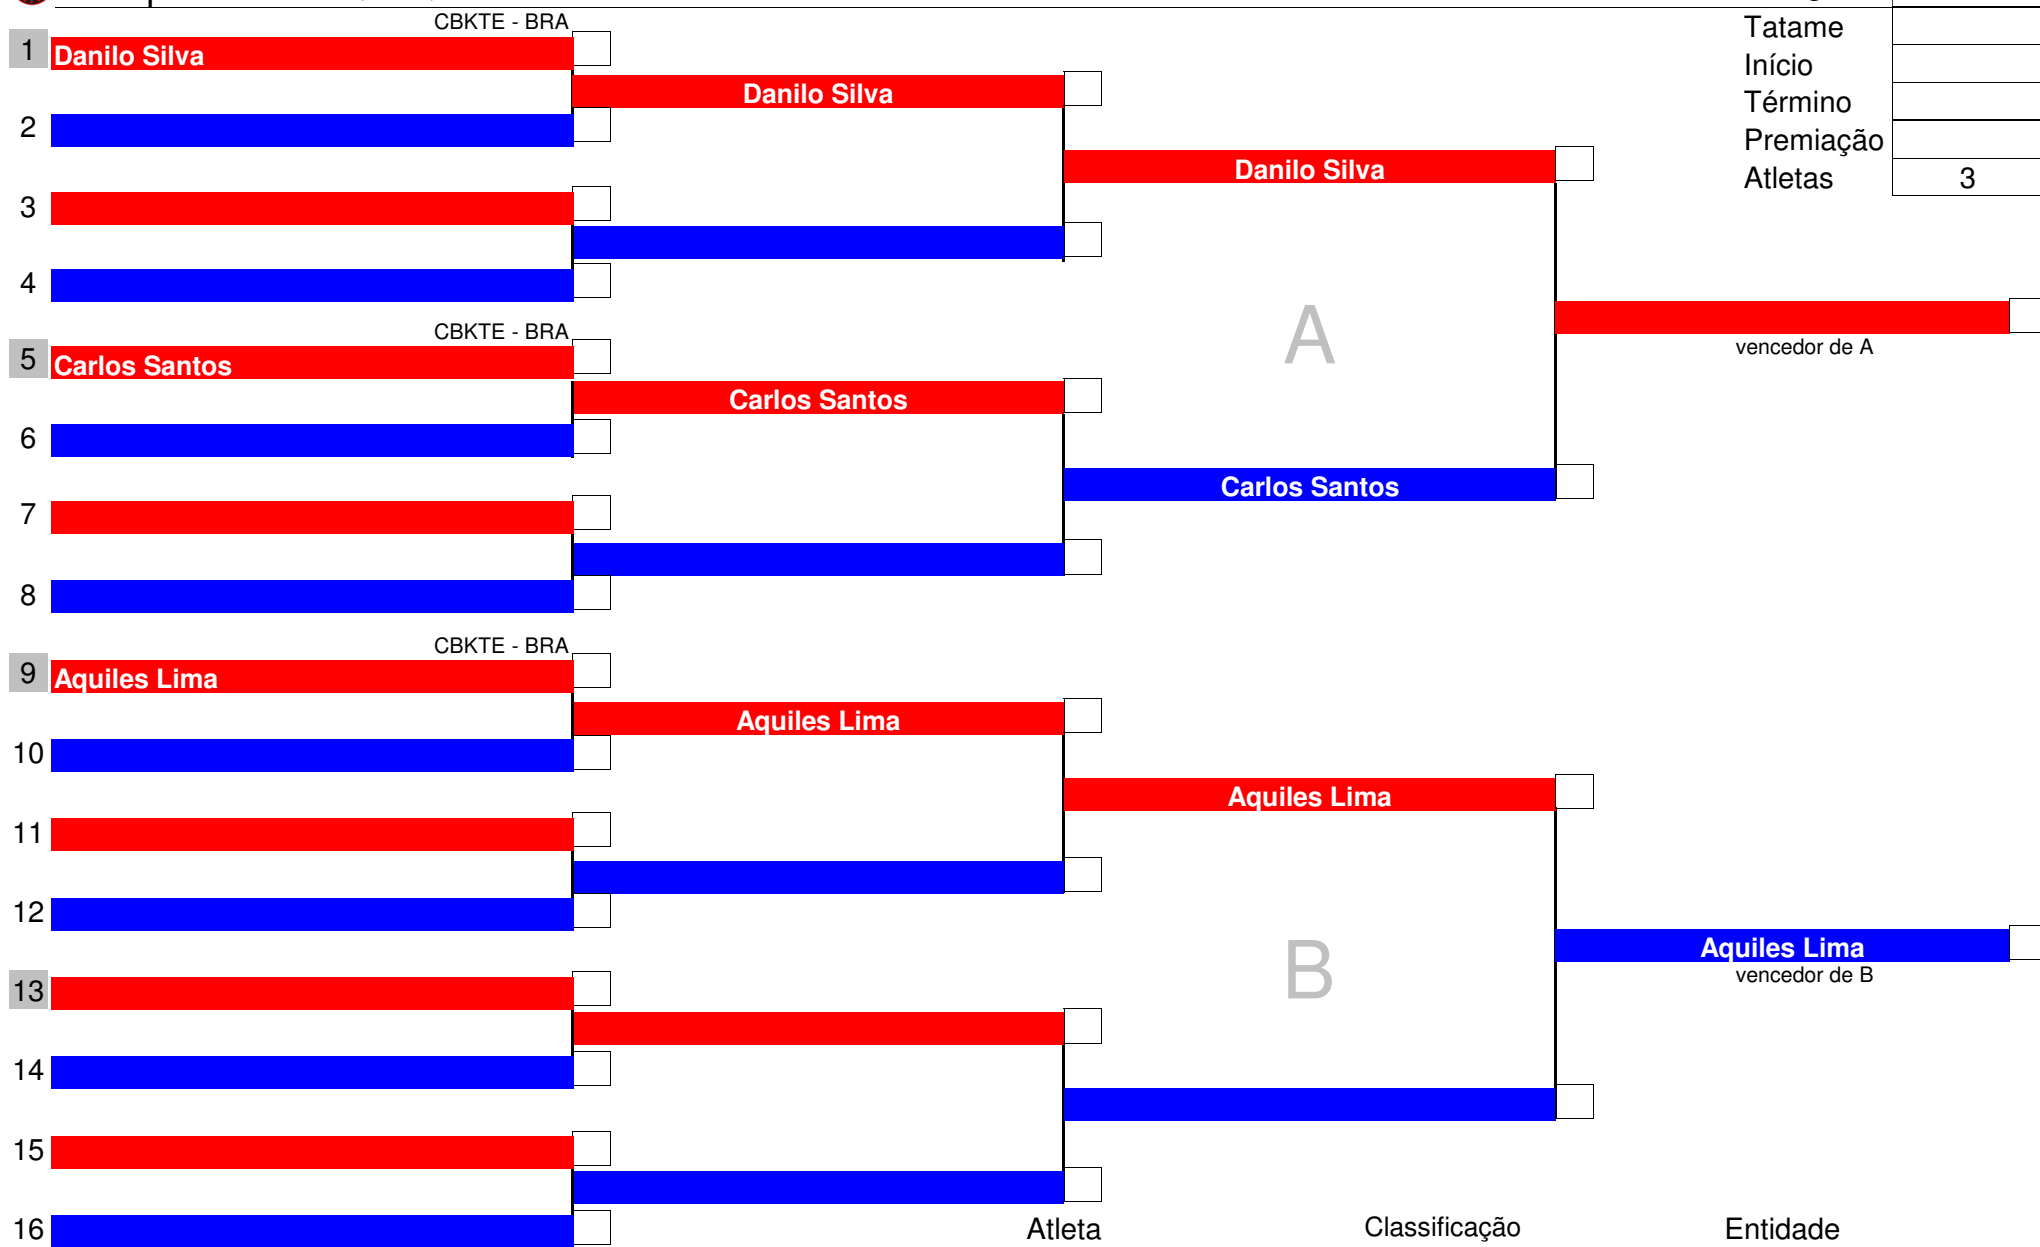 CBKTE - BRA
Tatame
1 Danilo Silva
Início
Danilo Silva
Término
2
Premiação
Danilo Silva
Atletas 3
3
4
A
CBKTE - BRA
vencedor de A
5 Carlos Santos
Carlos Santos
6
Carlos Santos
7
8
CBKTE - BRA
9 Aquiles Lima
Aquiles Lima
10
Aquiles Lima
11
12
Aquiles Lima
B
vencedor de B
13
14
15
16
Atleta Classificação Entidade